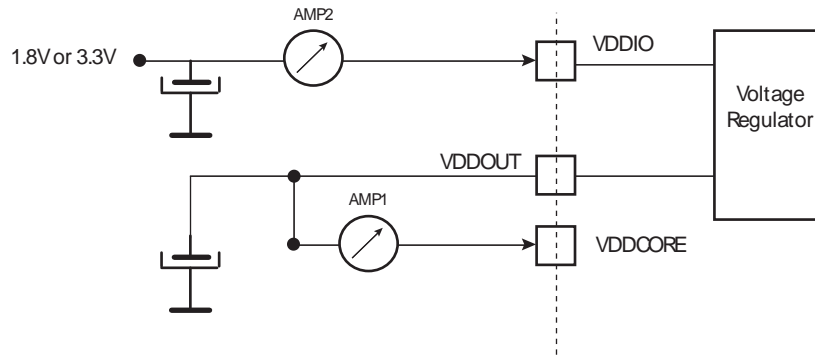 AMP2
1.8V or 3.3V
VDDIO
Voltage
Regulator
VDDOUT
AMP1
VDDCORE